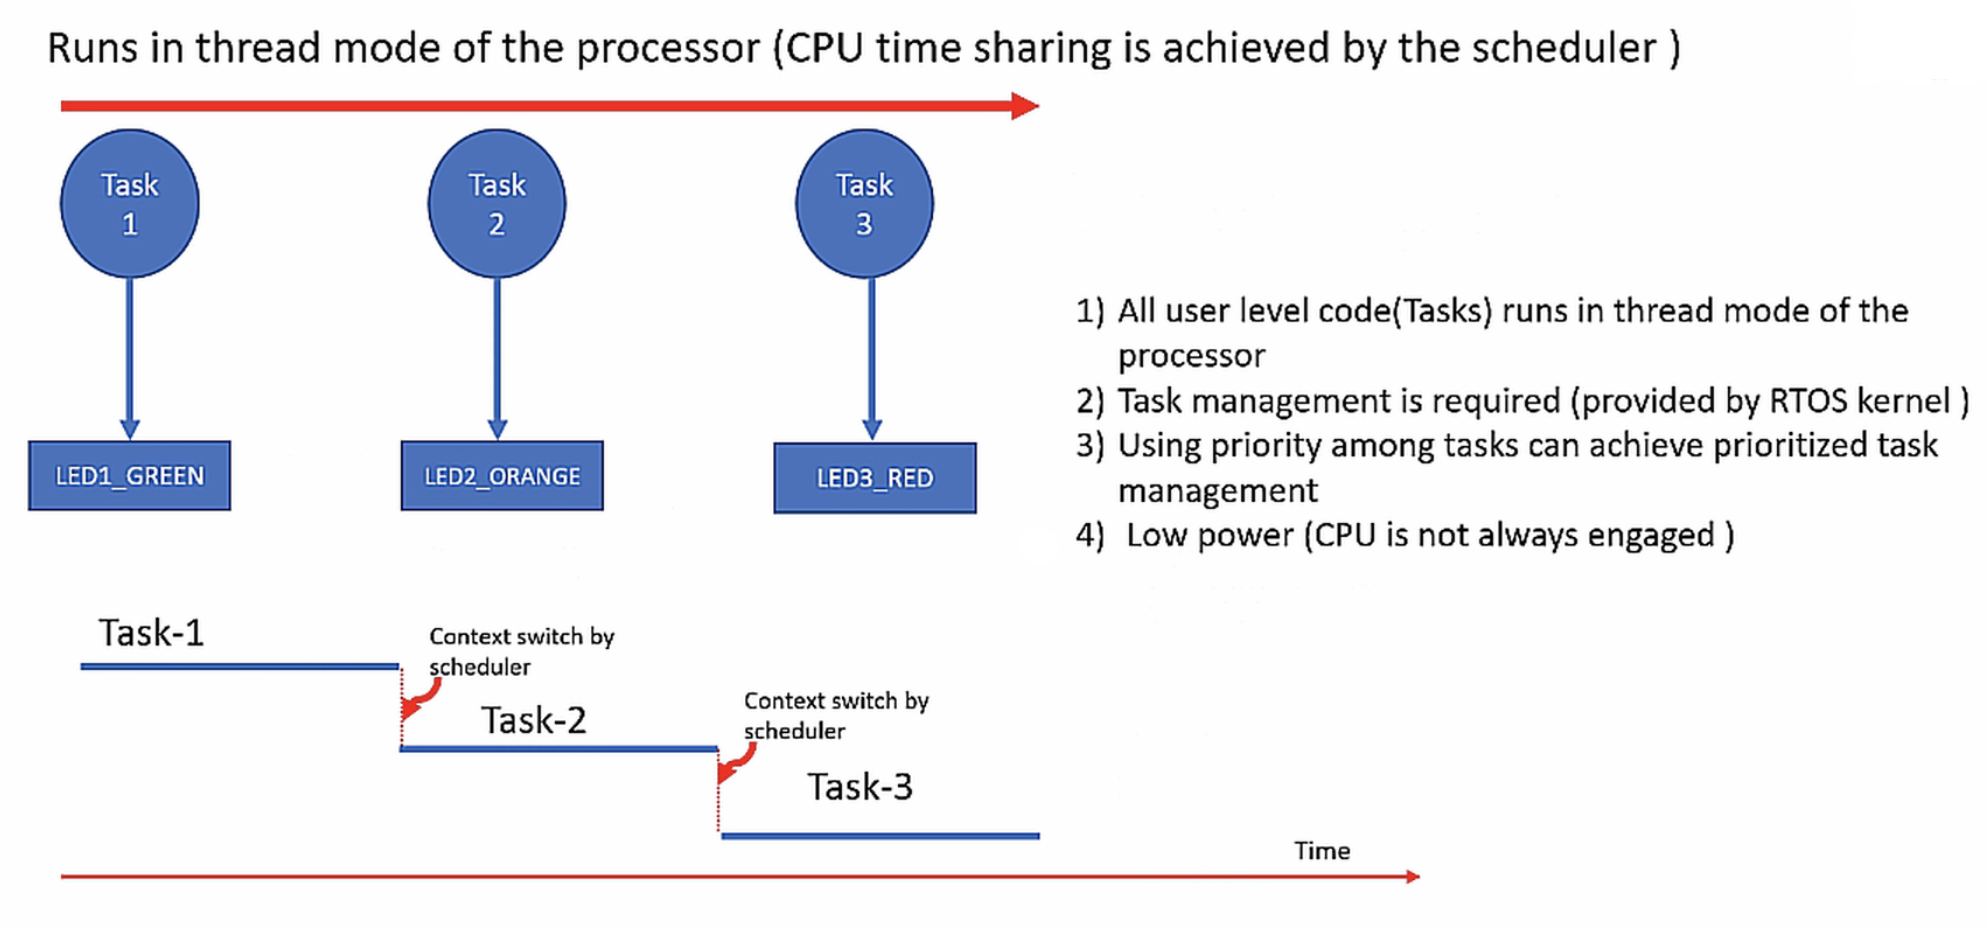 Runs in thread mode of the processor (CPU time sharing is achieved by the scheduler )
Task
1
Task
2
Task
3
LED1_GREEN
LED2_ORANGE
LED3_RED
1) All user level code(Tasks) runs in thread mode of the
processor
2) Task management is required (provided by RTOS kernel )
3) Using priority among tasks can achieve prioritized task
management
4) Low power (CPU is not always engaged )
Task-1
Context switch by
scheduler
Task-2
Context switch by
scheduler
Task-3
Time